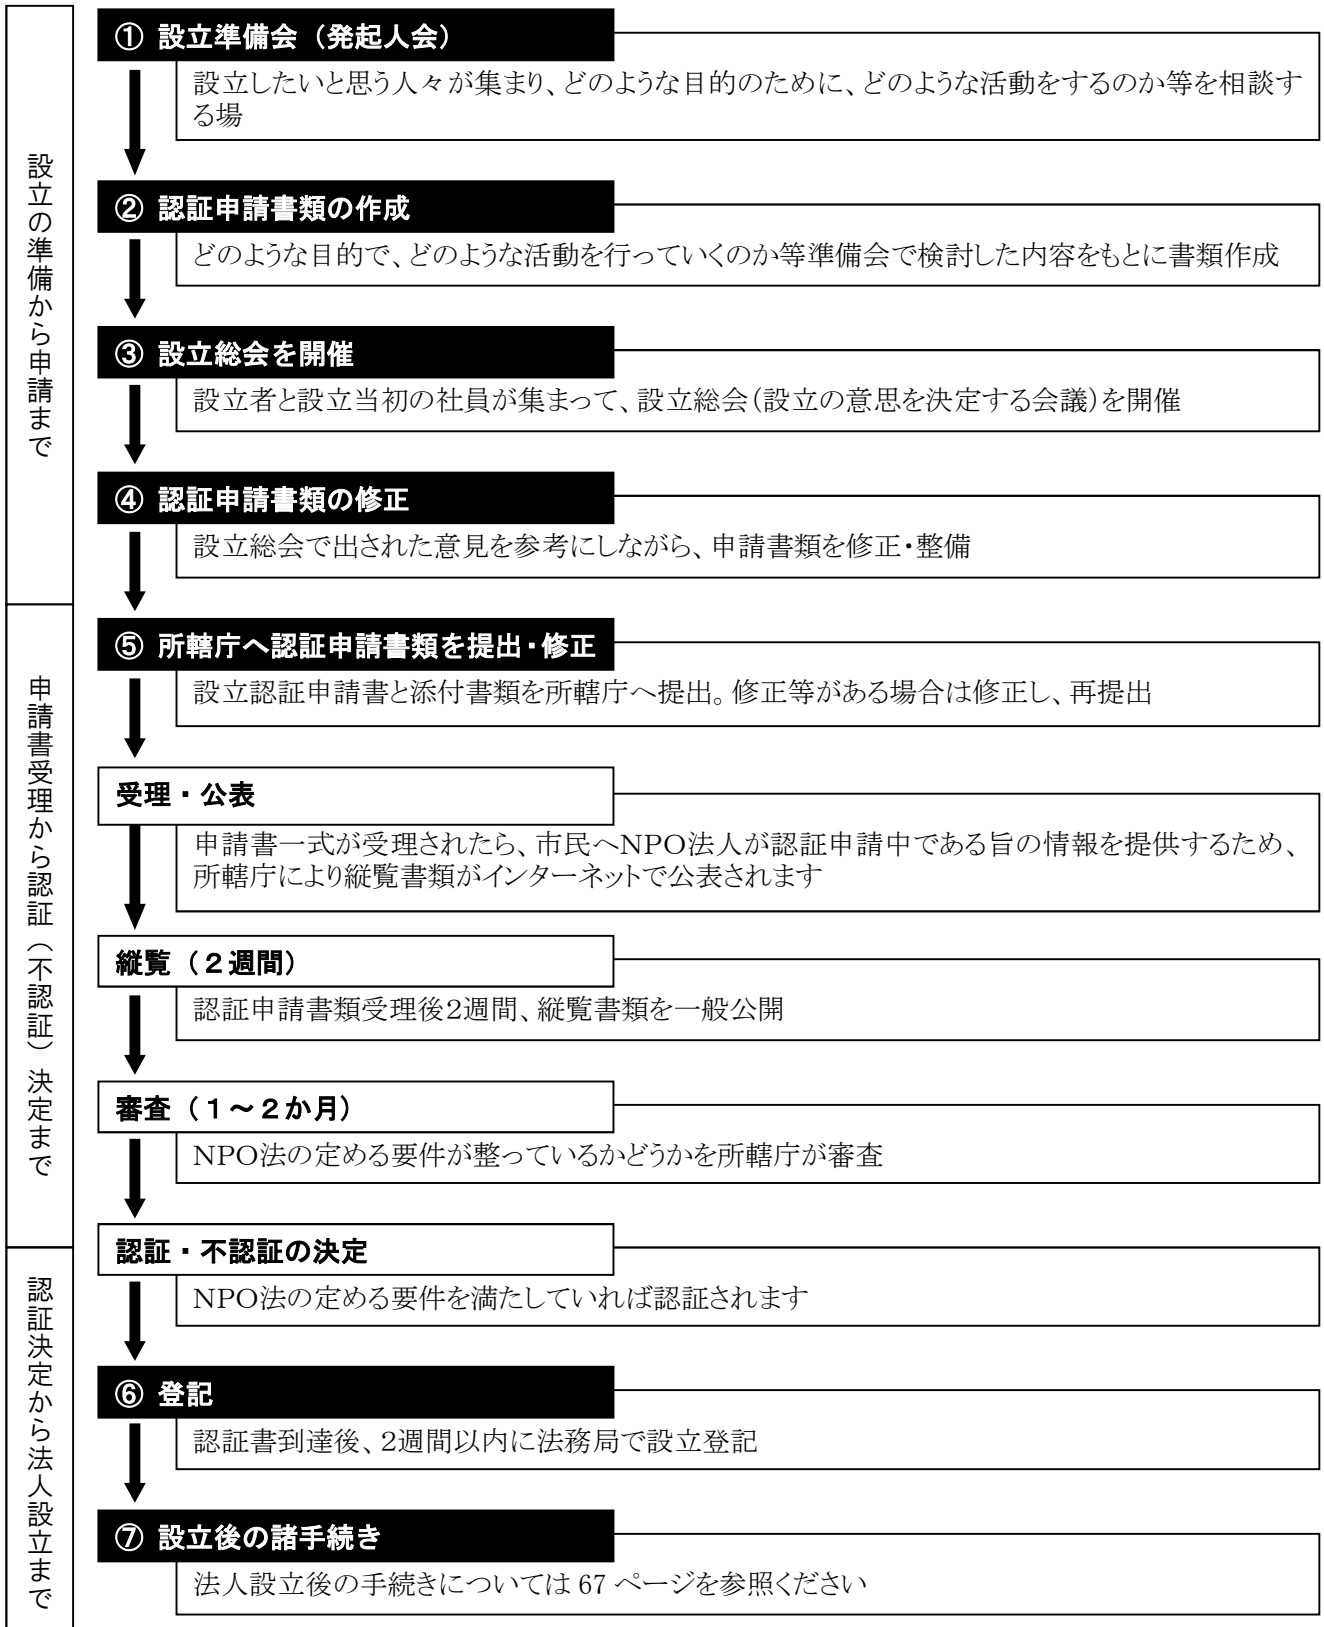 設立の準備から申請まで
① 設立準備会（発起人会）
設立したいと思う人々が集まり、どのような目的のために、どのような活動をするのか等を相談す
る場
② 認証申請書類の作成
どのような目的で、どのような活動を行っていくのか等準備会で検討した内容をもとに書類作成
③ 設立総会を開催
設立者と設立当初の社員が集まって、設立総会（設立の意思を決定する会議）を開催
④ 認証申請書類の修正
設立総会で出された意見を参考にしながら、申請書類を修正・整備
申請書受理から認証（不認証）決定まで
⑤ 所轄庁へ認証申請書類を提出・修正
設立認証申請書と添付書類を所轄庁へ提出。修正等がある場合は修正し、再提出
受理・公表
申請書一式が受理されたら、市民へNPO法人が認証申請中である旨の情報を提供するため、
所轄庁により縦覧書類がインターネットで公表されます
縦覧（２週間）
認証申請書類受理後2週間、縦覧書類を一般公開
審査（１～２か月）
NPO法の定める要件が整っているかどうかを所轄庁が審査
認証・不認証の決定
NPO法の定める要件を満たしていれば認証されます
認証決定から法人設立まで
⑥ 登記
認証書到達後、2週間以内に法務局で設立登記
⑦ 設立後の諸手続き
法人設立後の手続きについては 67 ページを参照ください